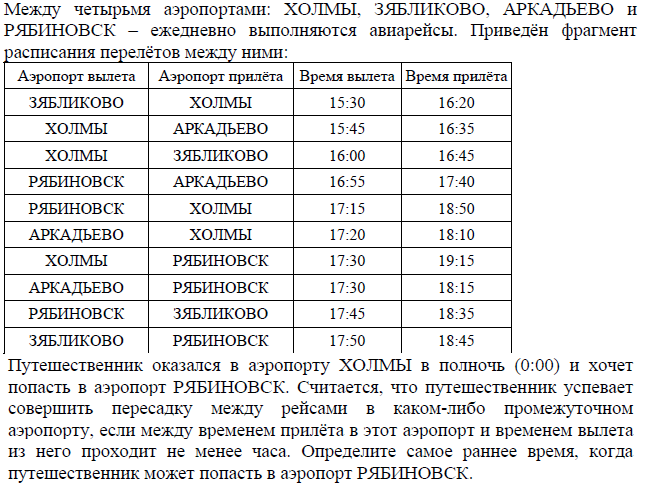 Между четырьмя аэропортами: ХОЛМЫ, ЗЯБЛИКОВО, АРКАДЬЕВО и
РЯБИНОВСК – ежедневно выполняются авиарейсы. Приведён фрагмент
расписания перелётов между ними:
Аэропорт вылета Аэропорт прилёта Время вылета Время прилёта
ЗЯБЛИКОВО ХОЛМЫ 15:30 16:20
ХОЛМЫ АРКАДЬЕВО 15:45 16:35
ХОЛМЫ ЗЯБЛИКОВО 16:00 16:45
РЯБИНОВСК АРКАДЬЕВО 16:55 17:40
РЯБИНОВСК ХОЛМЫ 17:15 18:50
АРКАДЬЕВО ХОЛМЫ 17:20 18:10
ХОЛМЫ РЯБИНОВСК 17:30 19:15
АРКАДЬЕВО РЯБИНОВСК 17:30 18:15
РЯБИНОВСК ЗЯБЛИКОВО 17:45 18:35
ЗЯБЛИКОВО РЯБИНОВСК 17:50 18:45
Путешественник оказался в аэропорту ХОЛМЫ в полночь (0:00) и хочет
попасть в аэропорт РЯБИНОВСК. Считается, что путешественник успевает
совершить пересадку между рейсами в каком-либо промежуточном
аэропорту, если между временем прилёта в этот аэропорт и временем вылета
из него проходит не менее часа. Определите самое раннее время, когда
путешественник может попасть в аэропорт РЯБИНОВСК.